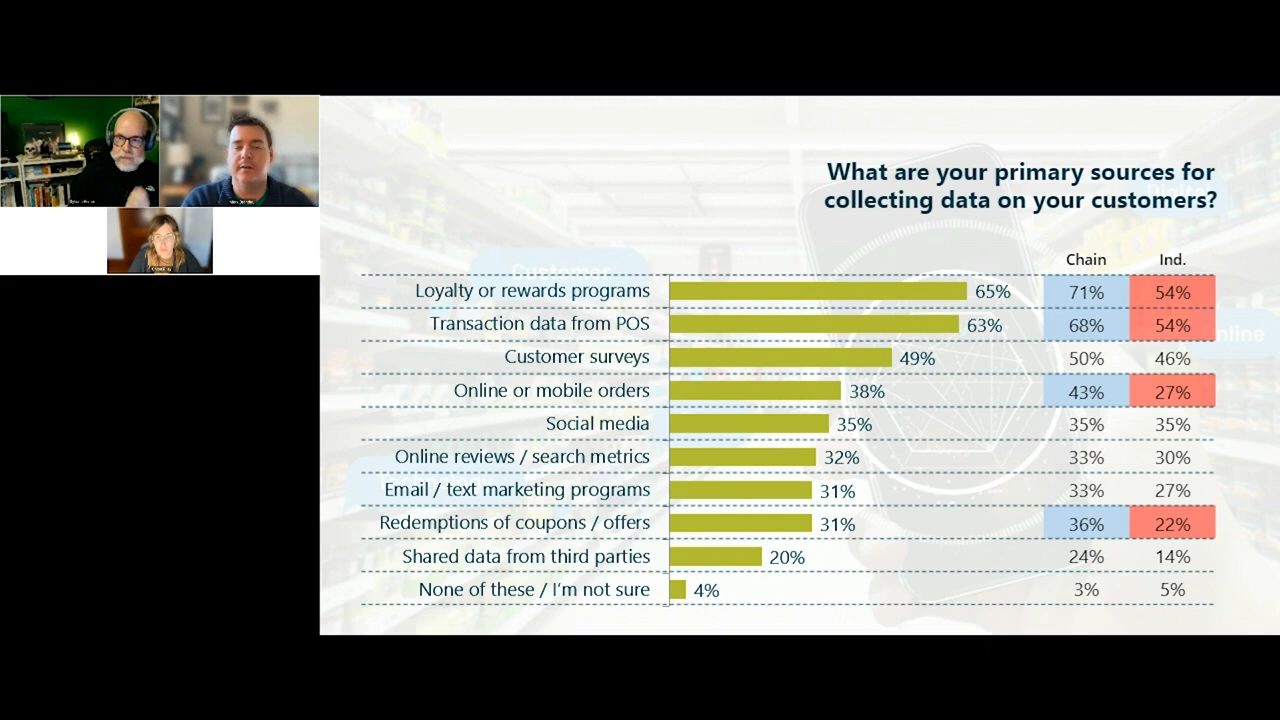 What are your primary sources for
collecting data on your customers?
Chain Ind.
Loyalty or rewards programs 65% 71% 54%
Transaction data from POS 63% 68% 54%
Customer surveys 49% 50% 46%
Online or mobile orders 38% 43% 27%
Social media 35% 35% 35%
Online reviews / search metrics 32% 33% 30%
Email / text marketing programs 31% 33% 27%
Redemptions of coupons / offers 31% 36% 22%
Shared data from third parties 20% 24% 14%
None of these / I'm not sure 4% 3% 5%